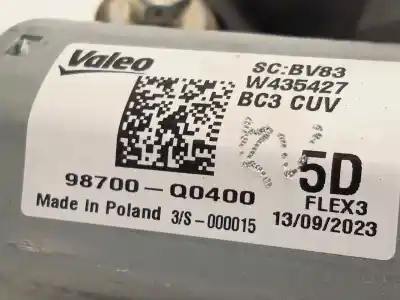 Valeo
SC:BV83
W435427
BC3 CUV
5D
98700-Q0400
FLEX3
Made In Poland 3/S-000015 13/09/2023